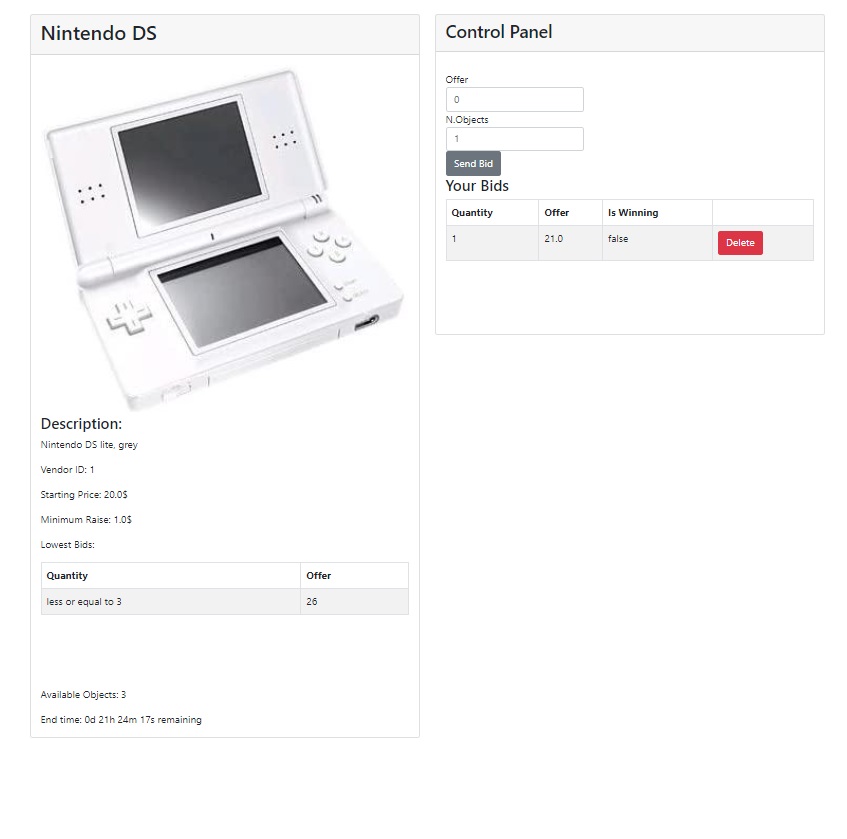 Nintendo DS
Description:
Nintendo DS lite, grey
Vendor ID: 1
Starting Price: 20.0$
Minimum Raise: 1.0$
Lowest Bids:
Quantity Offer
less or equal to 3 26
Available Objects: 3
End time: 0d 21h 24m 17s remaining
Control Panel
Offer
0
N.Objects
1
Send Bid
Your Bids
Quantity Offer Is Winning
1 21.0 false Delete